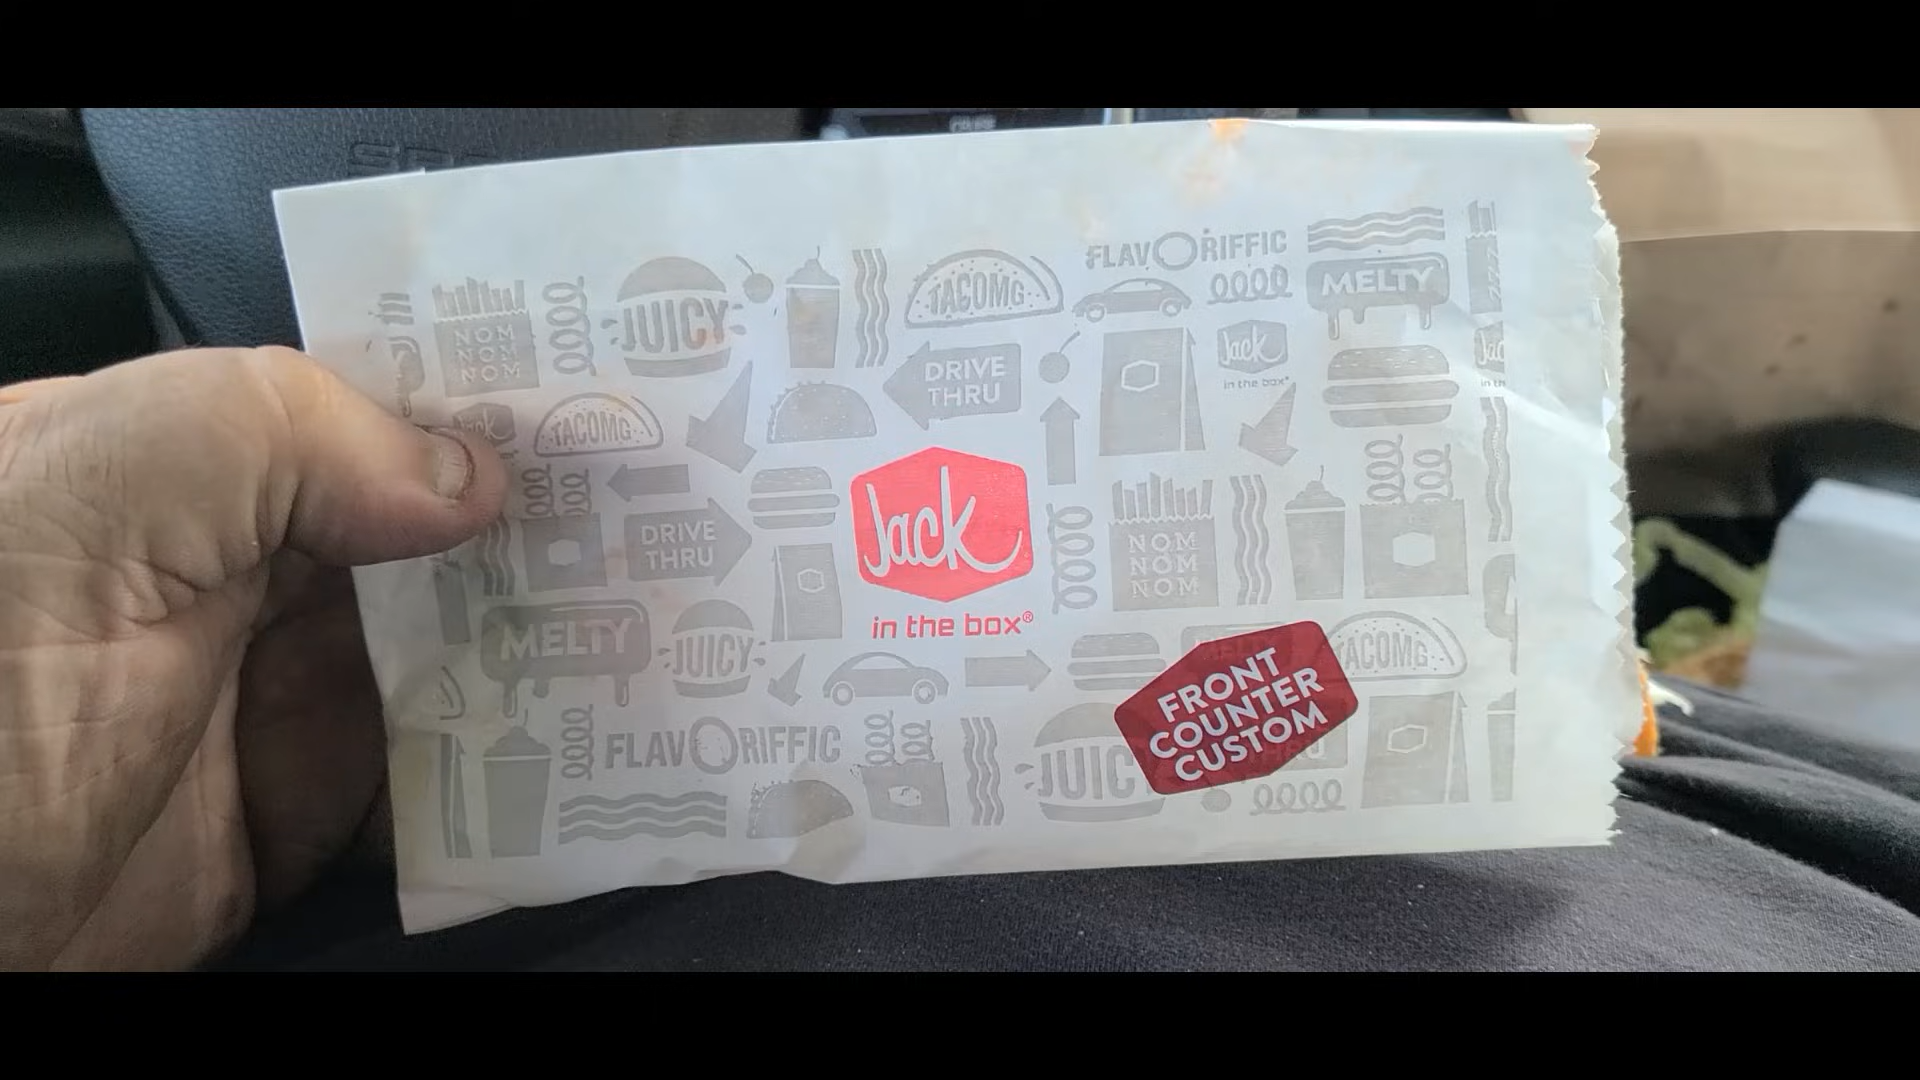 FLAVORIFFIC
MELTY
TACOMG
JUICY
NOM
NOM
NOM
DRIVE
THRU
Jack
in the box®
TACOMG
Jack
DRIVE
THRU
Jack
in the box®
NOM
NOM
NOM
MELTY
JUICY
TACOMG
FRONT
COUNTER
CUSTOM
FLAVORIFFIC
JUIC